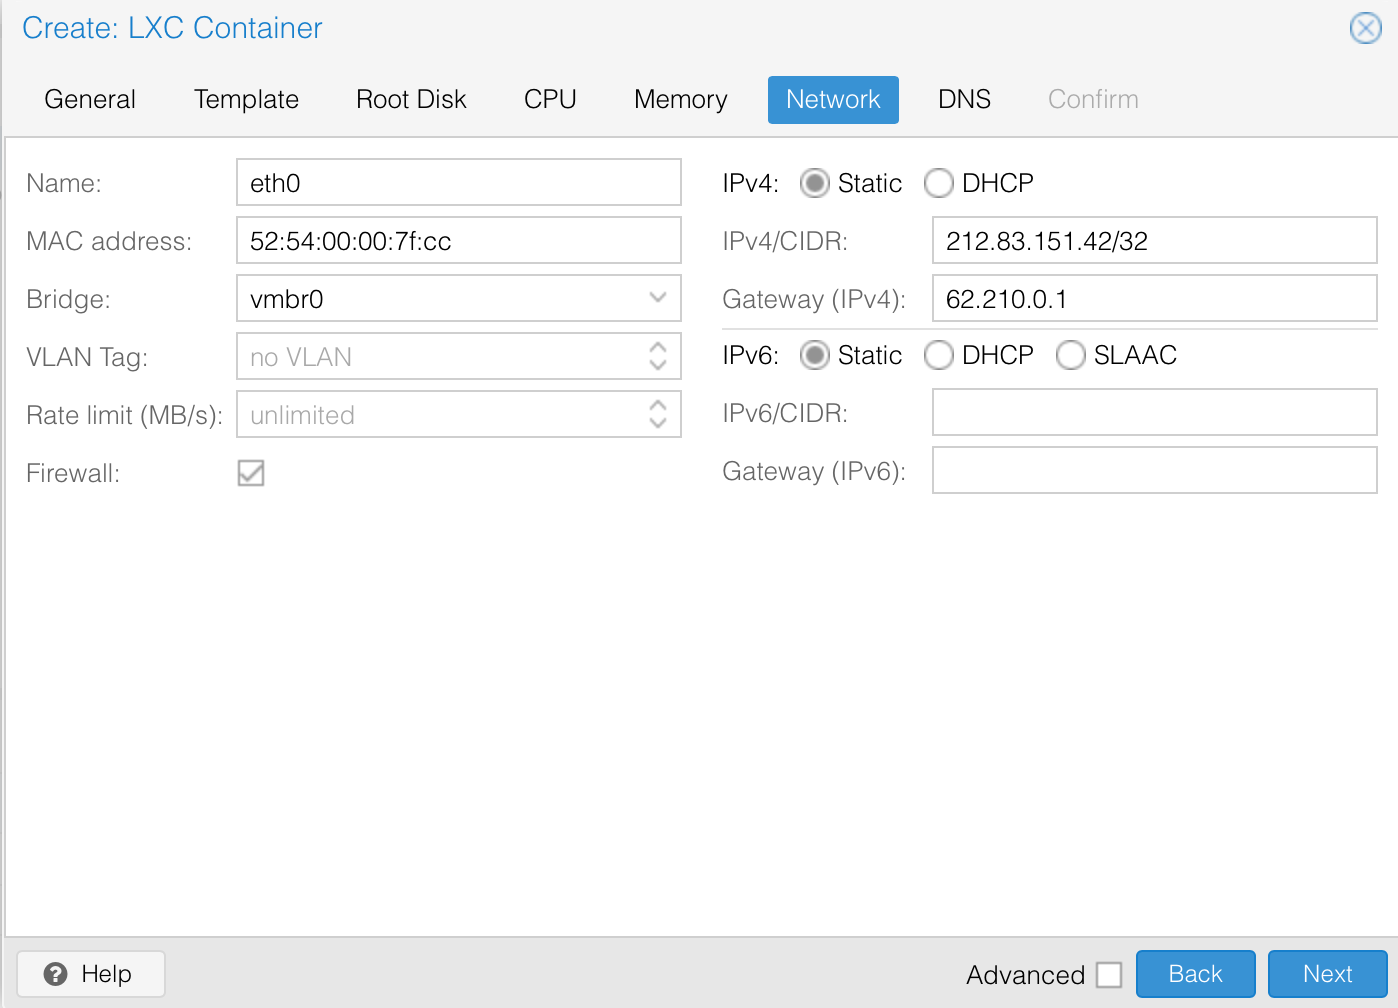 Create: LXC Container
General Template Root Disk CPU Memory Network DNS Confirm
Name: eth0
MAC address: 52:54:00:00:7f:cc
Bridge: vmbr0
VLAN Tag: no VLAN
Rate limit (MB/s): unlimited
Firewall:
IPv4: Static DHCP
IPv4/CIDR: 212.83.151.42/32
Gateway (IPv4): 62.210.0.1
IPv6: Static DHCP SLAAC
IPv6/CIDR:
Gateway (IPv6):
Help Advanced Back Next